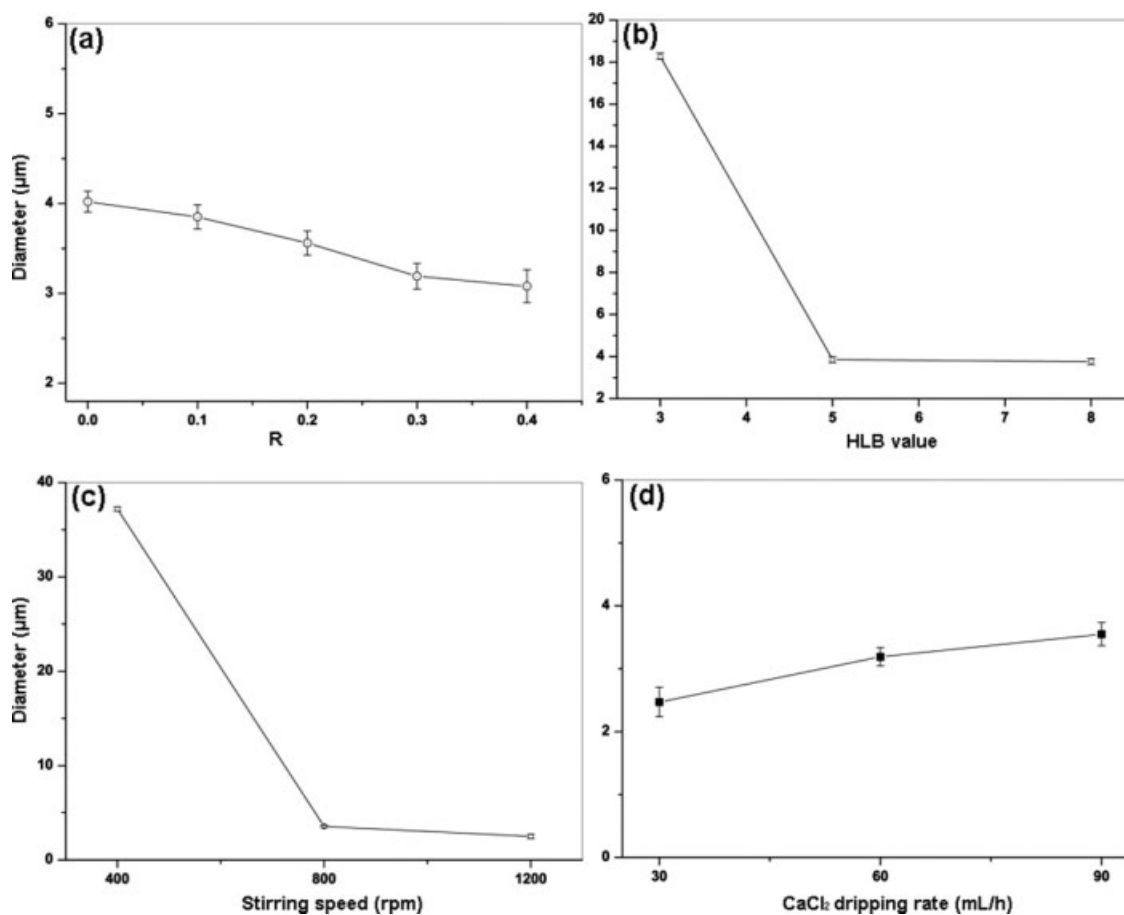 (a)
Diameter (µm)
6
5
4
3
2
0.0 0.1 0.2 0.3 0.4
R
(b)
20
18
16
14
12
10
8
6
4
2
3 4 5 6 7 8
HLB value
(c)
Diameter (µm)
40
30
20
10
0
400 800 1200
Stirring speed (rpm)
(d)
6
4
2
0
30 60 90
CaCl₂ dripping rate (mL/h)